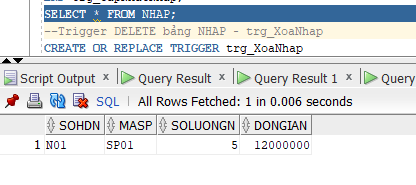 SELECT * FROM NHAP;
--Trigger DELETE bảng NHAP - trg_XoaNhap
CREATE OR REPLACE TRIGGER trg_XoaNhap
Script Output × Query Result × Query Result 1 × Query
SQL | All Rows Fetched: 1 in 0.006 seconds
SOHDN MASP SOLUONGN DONGIAN
1 N01 SP01 5 12000000